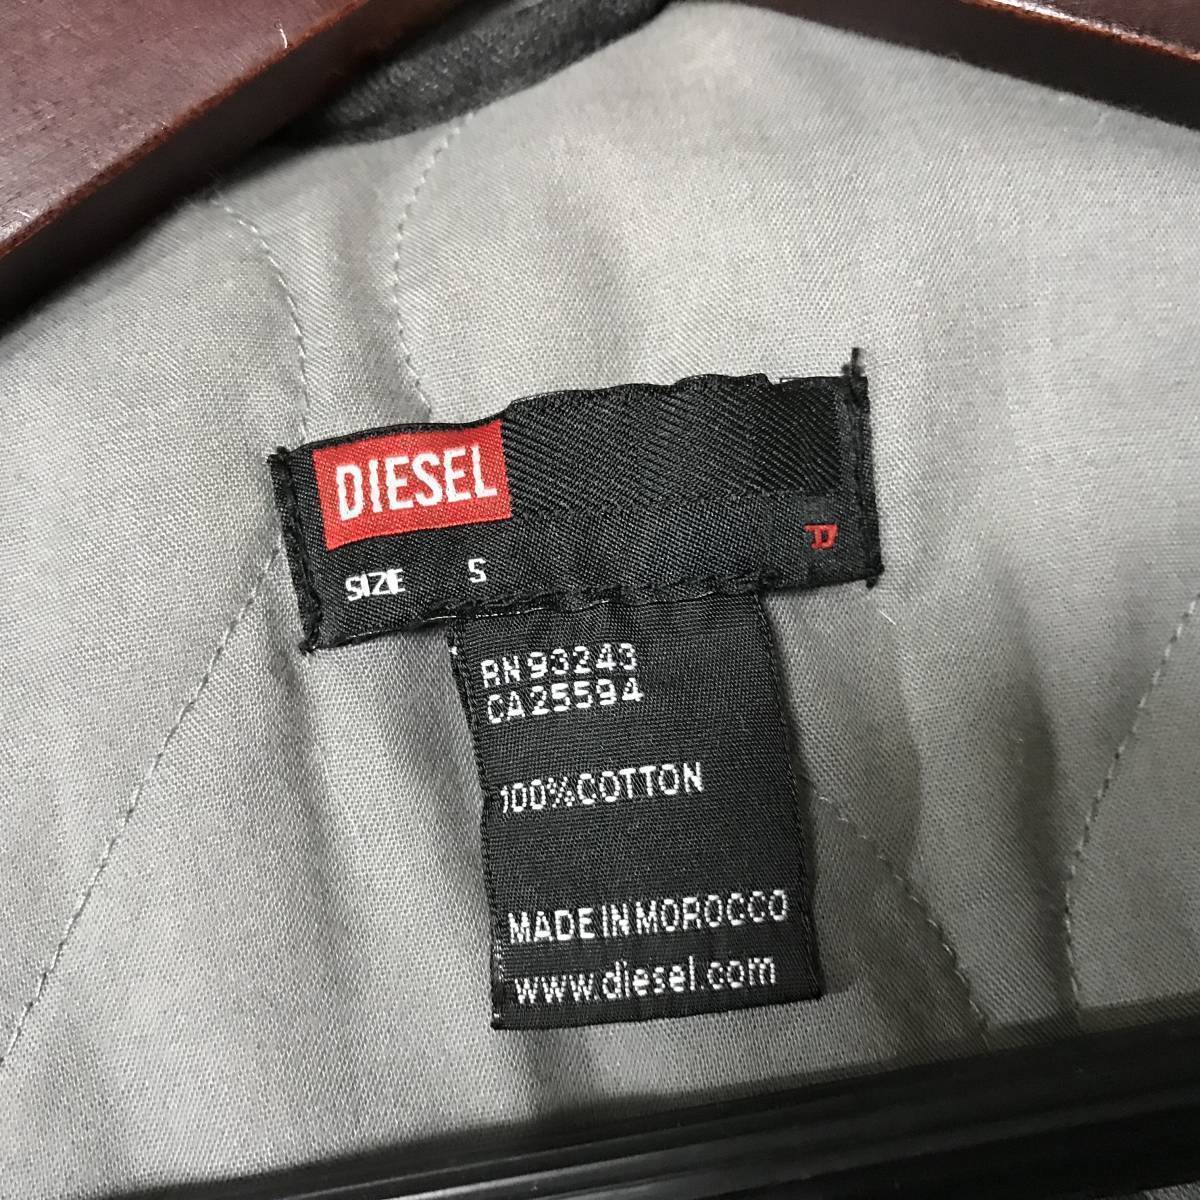 DIESEL
SIZE S
RN 93243
CA 25594
100% COTTON
MADE IN MOROCCO
www.diesel.com